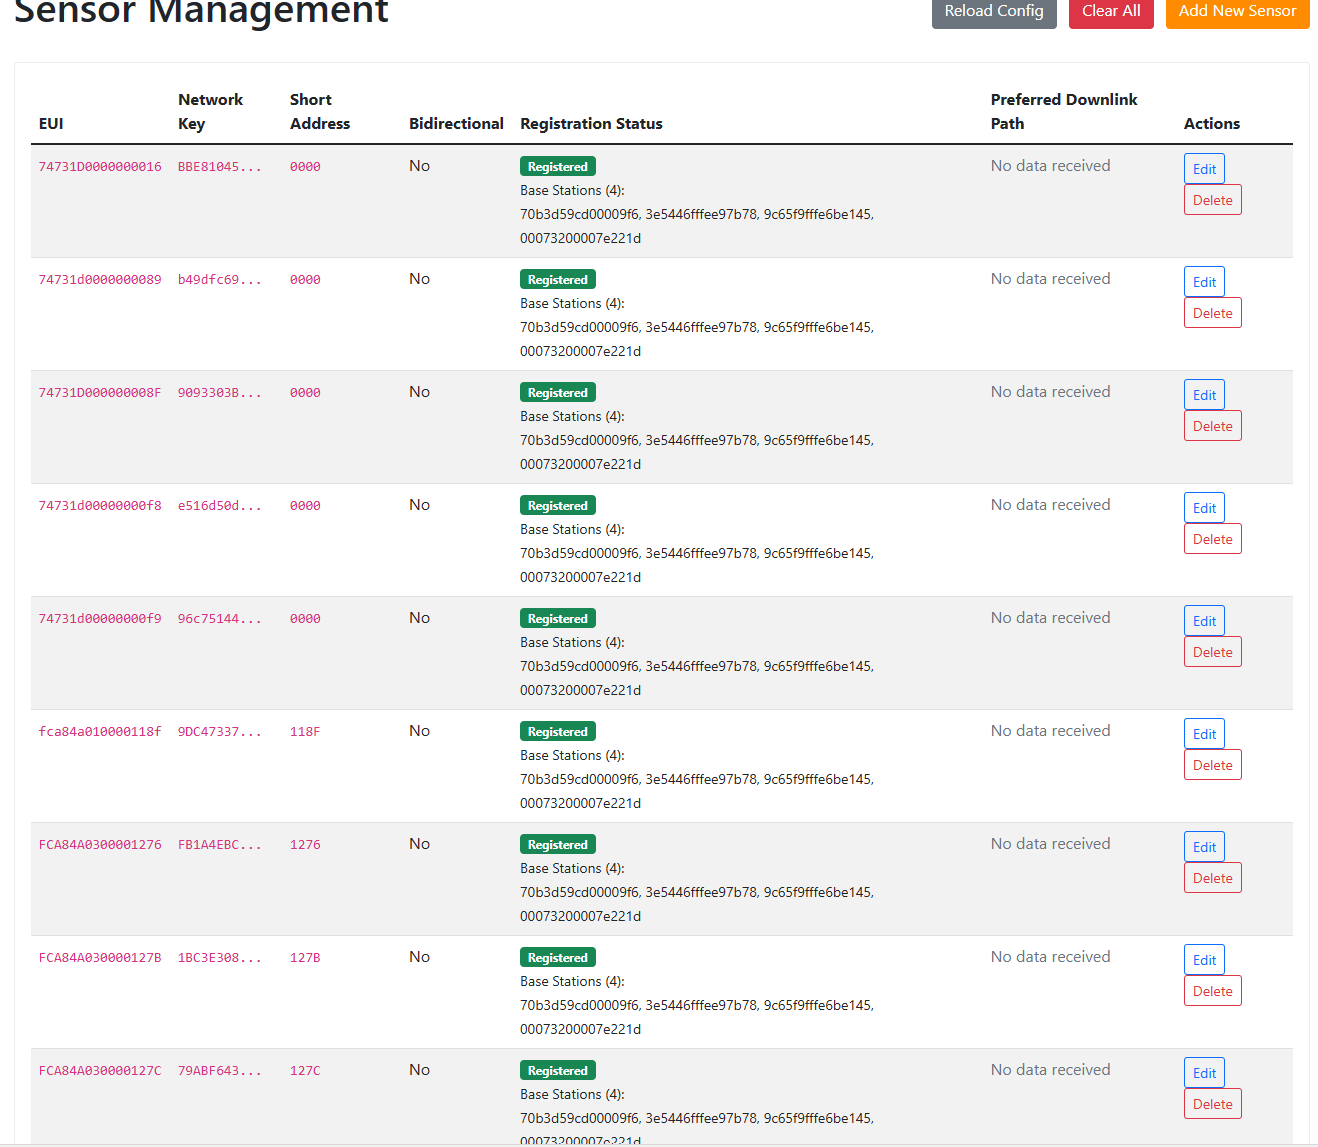 Sensor Management
Reload Config Clear All Add New Sensor
EUI Network Key Short Address Bidirectional Registration Status Preferred Downlink Path Actions
74731D0000000016 BBE81045... 0000 No Registered No data received Edit
Base Stations (4): Delete
70b3d59cd00009f6, 3e5446fffee97b78, 9c65f9fffe6be145,
00073200007e221d
74731d0000000089 b49dfc69... 0000 No Registered No data received Edit
Base Stations (4): Delete
70b3d59cd00009f6, 3e5446fffee97b78, 9c65f9fffe6be145,
00073200007e221d
74731D000000008F 9093303B... 0000 No Registered No data received Edit
Base Stations (4): Delete
70b3d59cd00009f6, 3e5446fffee97b78, 9c65f9fffe6be145,
00073200007e221d
74731d00000000f8 e516d50d... 0000 No Registered No data received Edit
Base Stations (4): Delete
70b3d59cd00009f6, 3e5446fffee97b78, 9c65f9fffe6be145,
00073200007e221d
74731d00000000f9 96c75144... 0000 No Registered No data received Edit
Base Stations (4): Delete
70b3d59cd00009f6, 3e5446fffee97b78, 9c65f9fffe6be145,
00073200007e221d
fca84a010000118f 9DC47337... 118F No Registered No data received Edit
Base Stations (4): Delete
70b3d59cd00009f6, 3e5446fffee97b78, 9c65f9fffe6be145,
00073200007e221d
FCA84A0300001276 FB1A4EBC... 1276 No Registered No data received Edit
Base Stations (4): Delete
70b3d59cd00009f6, 3e5446fffee97b78, 9c65f9fffe6be145,
00073200007e221d
FCA84A030000127B 1BC3E308... 127B No Registered No data received Edit
Base Stations (4): Delete
70b3d59cd00009f6, 3e5446fffee97b78, 9c65f9fffe6be145,
00073200007e221d
FCA84A030000127C 79ABF643... 127C No Registered No data received Edit
Base Stations (4): Delete
70b3d59cd00009f6, 3e5446fffee97b78, 9c65f9fffe6be145,
00073200007e221d